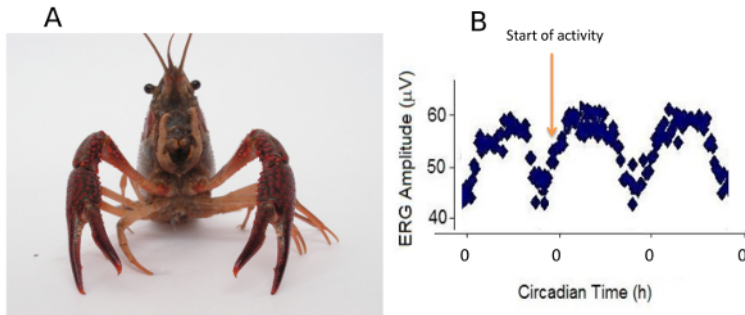 A
B
Start of activity
ERG Amplitude (μV)
60
50
40
0 0 0 0
Circadian Time (h)